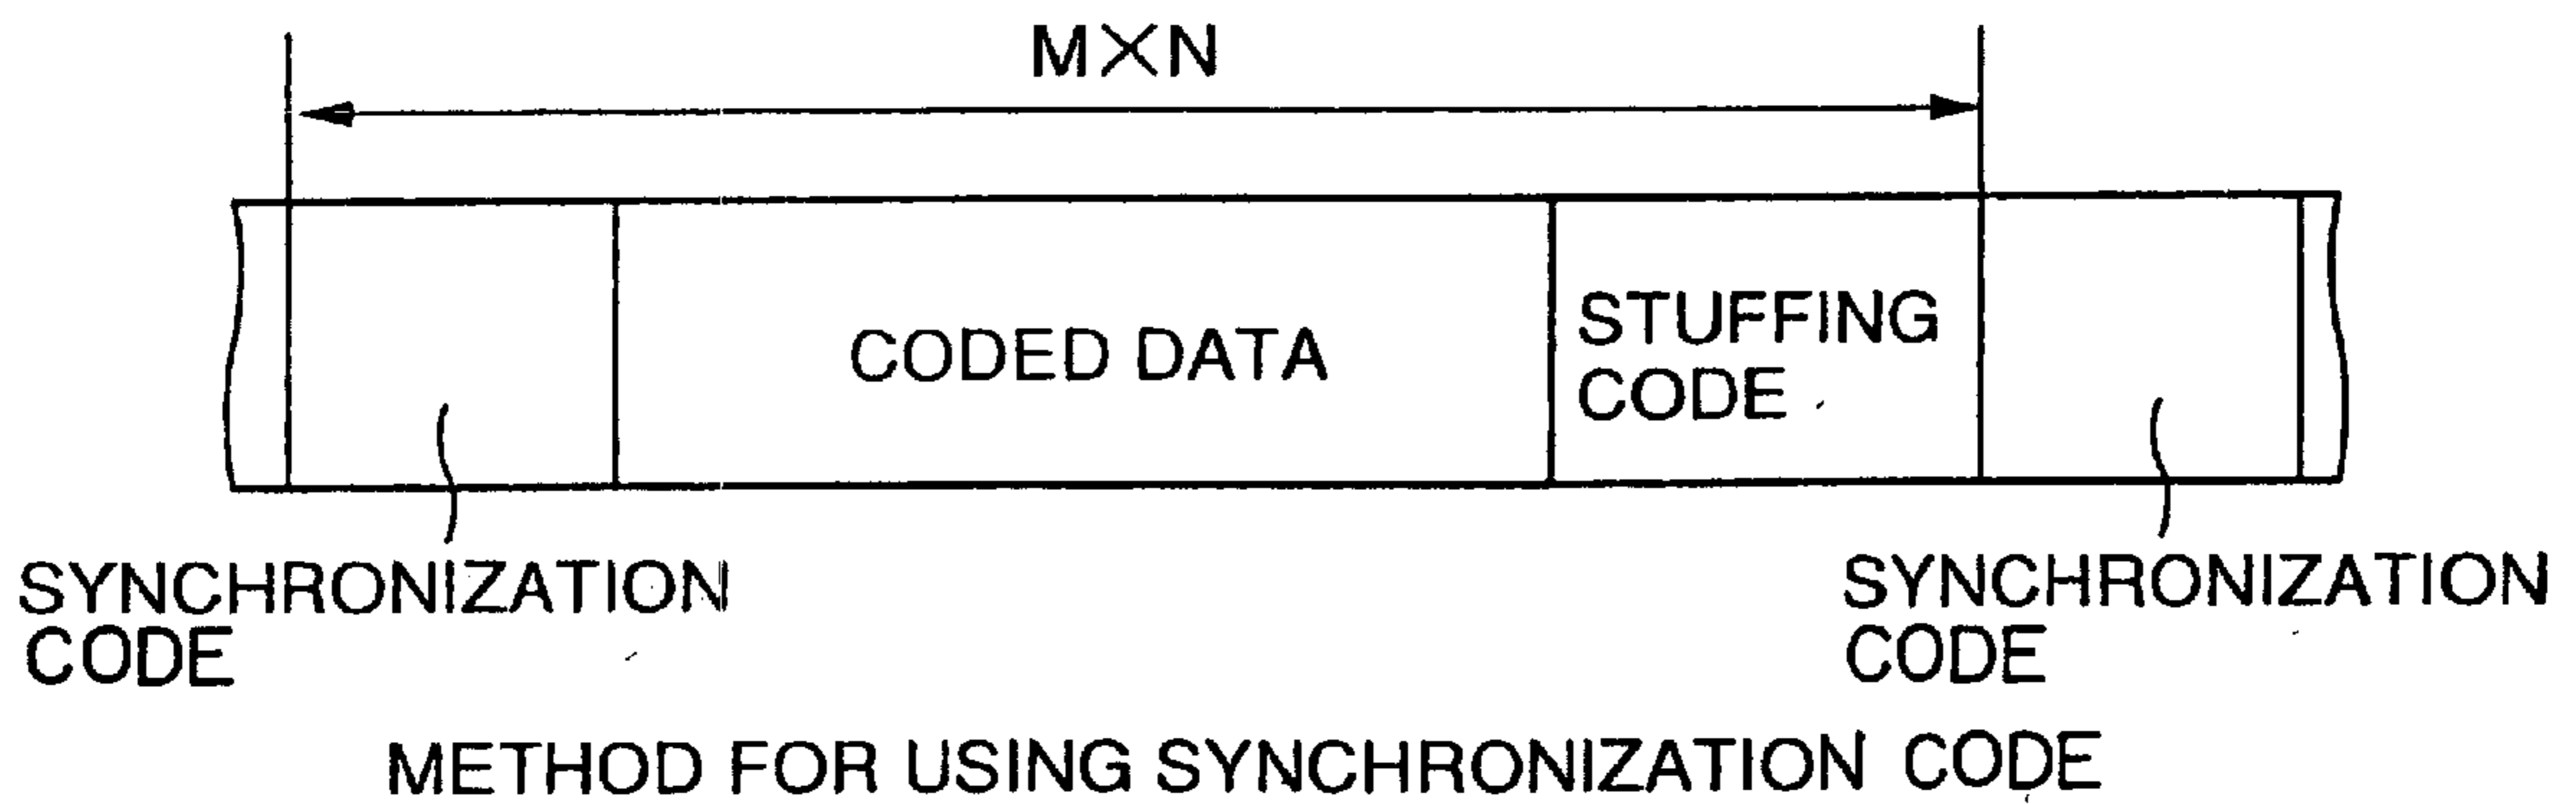 M×N
CODED DATA
STUFFING
CODE
SYNCHRONIZATION
CODE
SYNCHRONIZATION
CODE
METHOD FOR USING SYNCHRONIZATION CODE